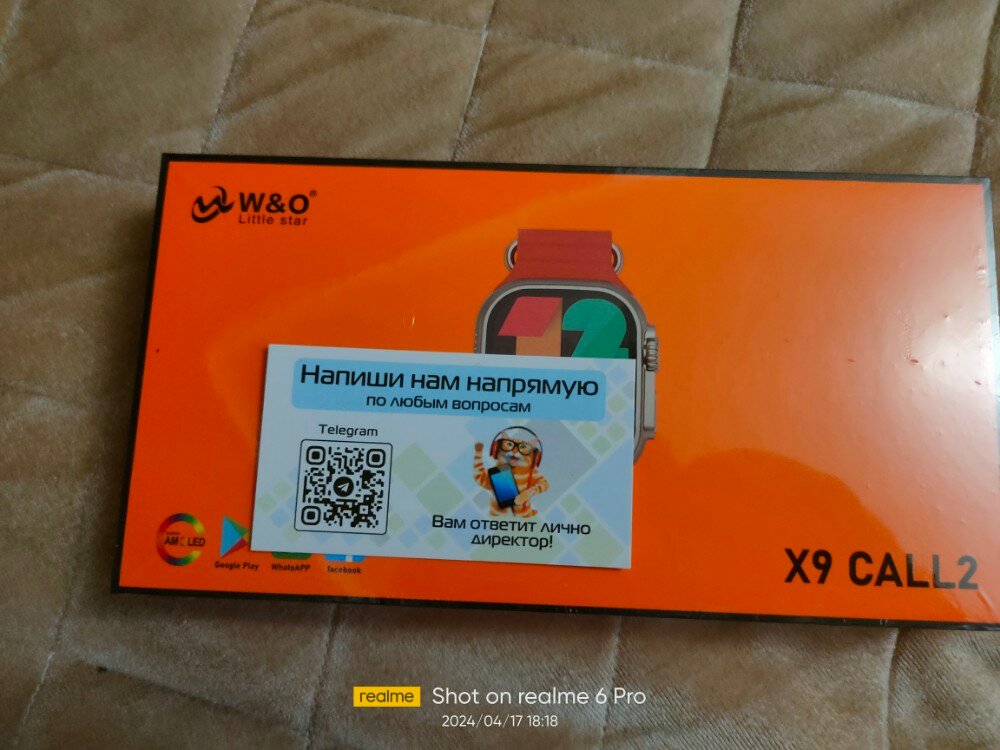 W&O®
Little star
12
Напиши нам напрямую
по любым вопросам
Telegram
Вам ответит лично
директор!
AMOLED
Google Play
WhatsAPP
facebook
X9 CALL2
realme
Shot on realme 6 Pro
2024/04/17 18:18